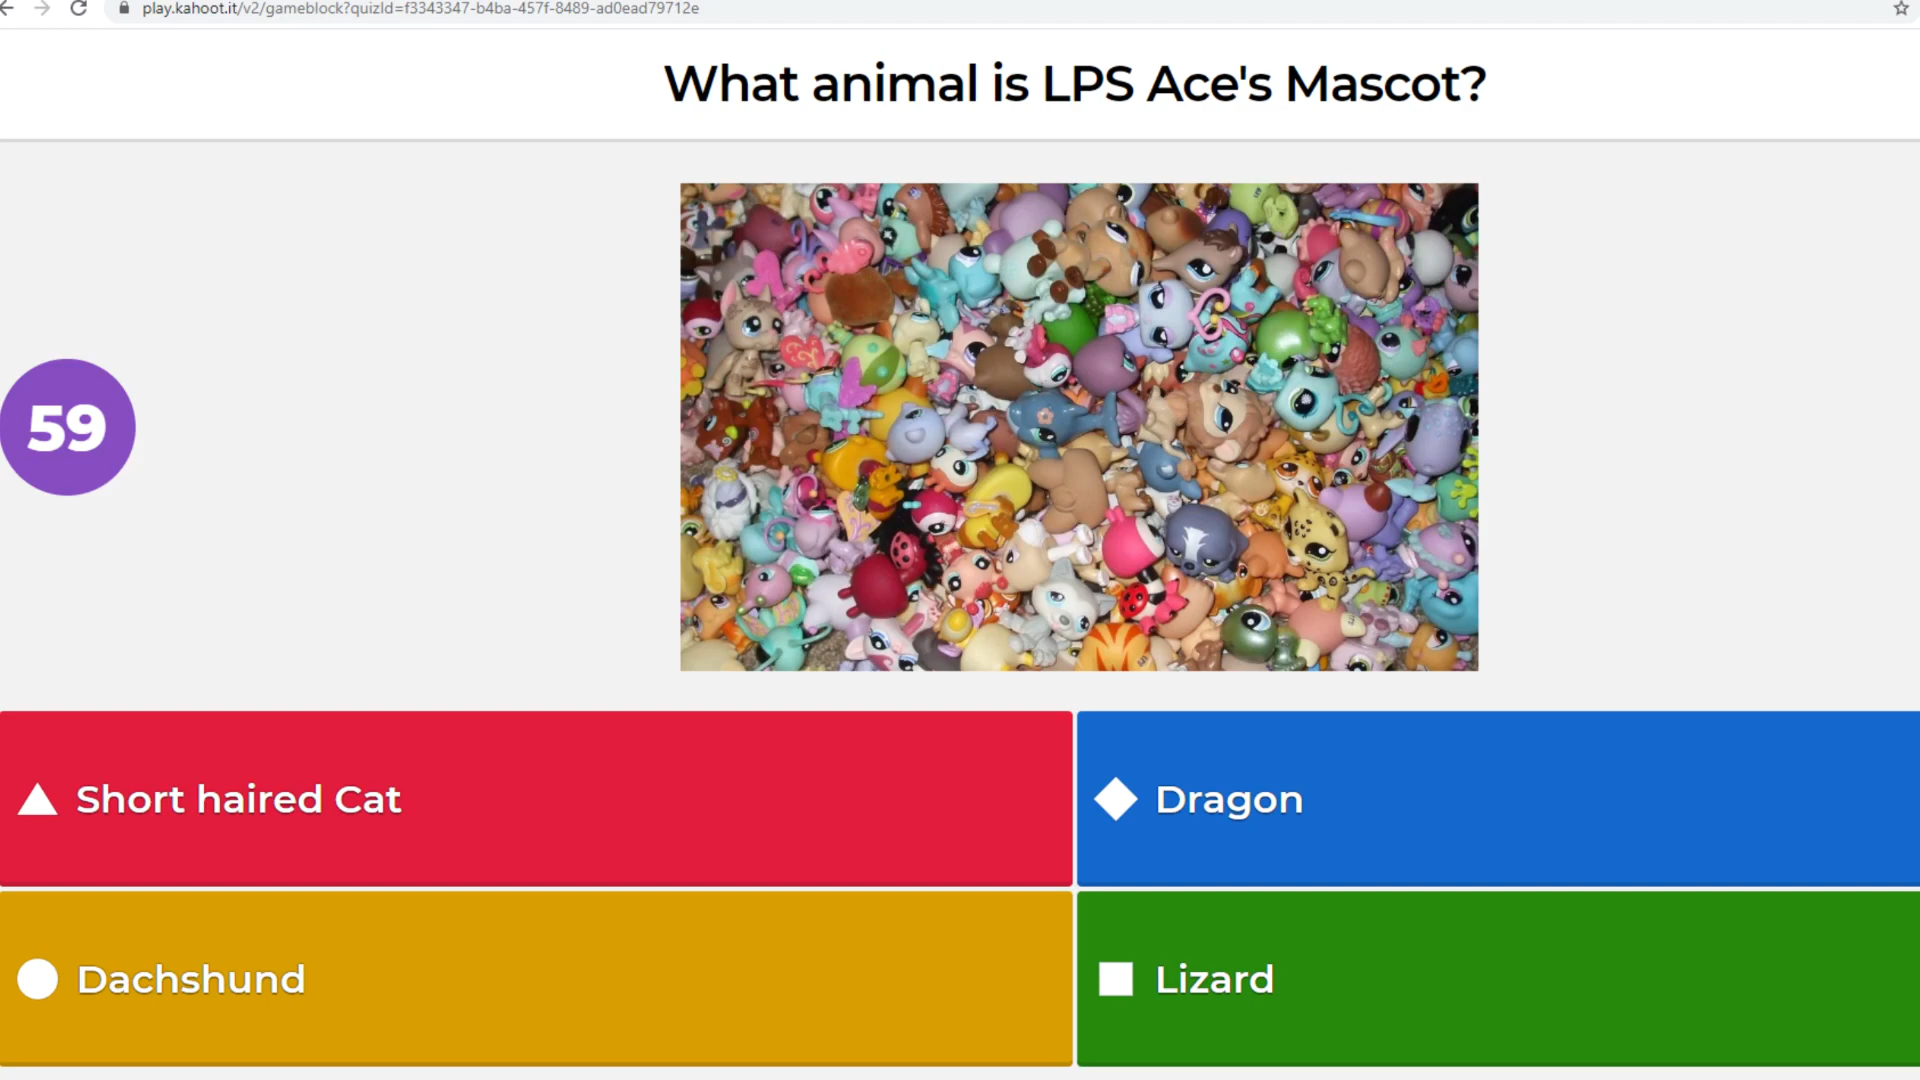 play.kahoot.it/v2/gameblock?quizId=f3343347-b4ba-457f-8489-ad0ead79712e
What animal is LPS Ace's Mascot?
59
Short haired Cat
Dragon
Dachshund
Lizard